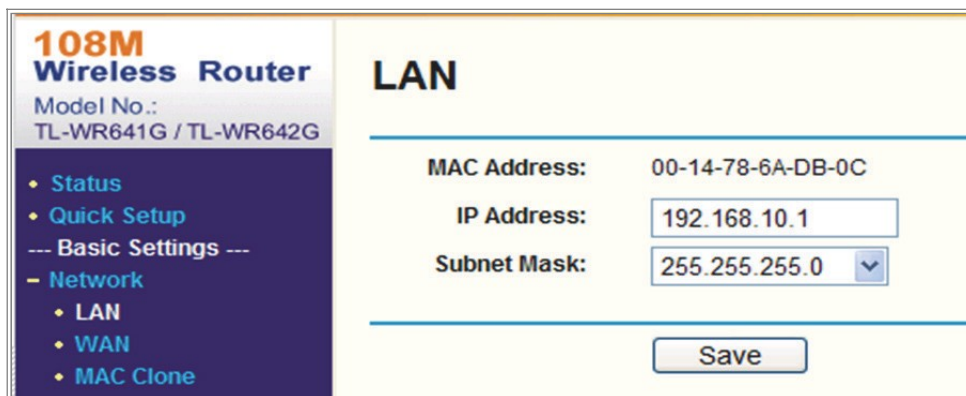 108M
Wireless Router
Model No.:
TL-WR641G / TL-WR642G
• Status
• Quick Setup
--- Basic Settings ---
– Network
• LAN
• WAN
• MAC Clone
LAN
MAC Address: 00-14-78-6A-DB-0C
IP Address: 192.168.10.1
Subnet Mask: 255.255.255.0
Save